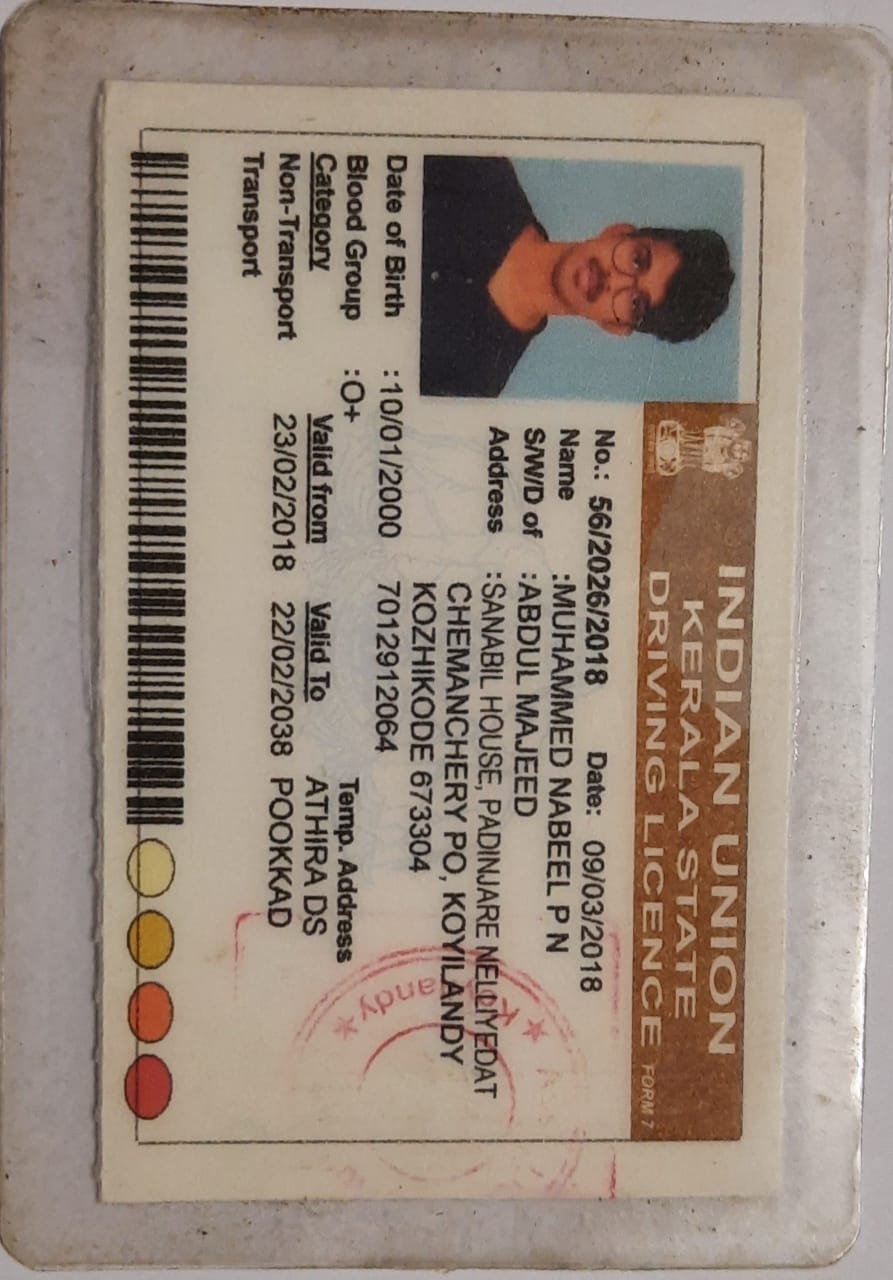 INDIAN UNION
KERALA STATE
DRIVING LICENCE FORM 7
No.: 56/2026/2018 Date: 09/03/2018
Name :MUHAMMED NABEEL P N
S/W/D of :ABDUL MAJEED
Address :SANABIL HOUSE, PADINJARE NELLIYEDAT
CHEMANCHERY PO, KOYILANDY
KOZHIKODE 673304
Date of Birth :10/01/2000 7012912064
Blood Group :O+ Temp. Address
Category Valid from Valid To ATHIRA DS
Non-Transport 23/02/2018 22/02/2038 POOKKAD
Transport